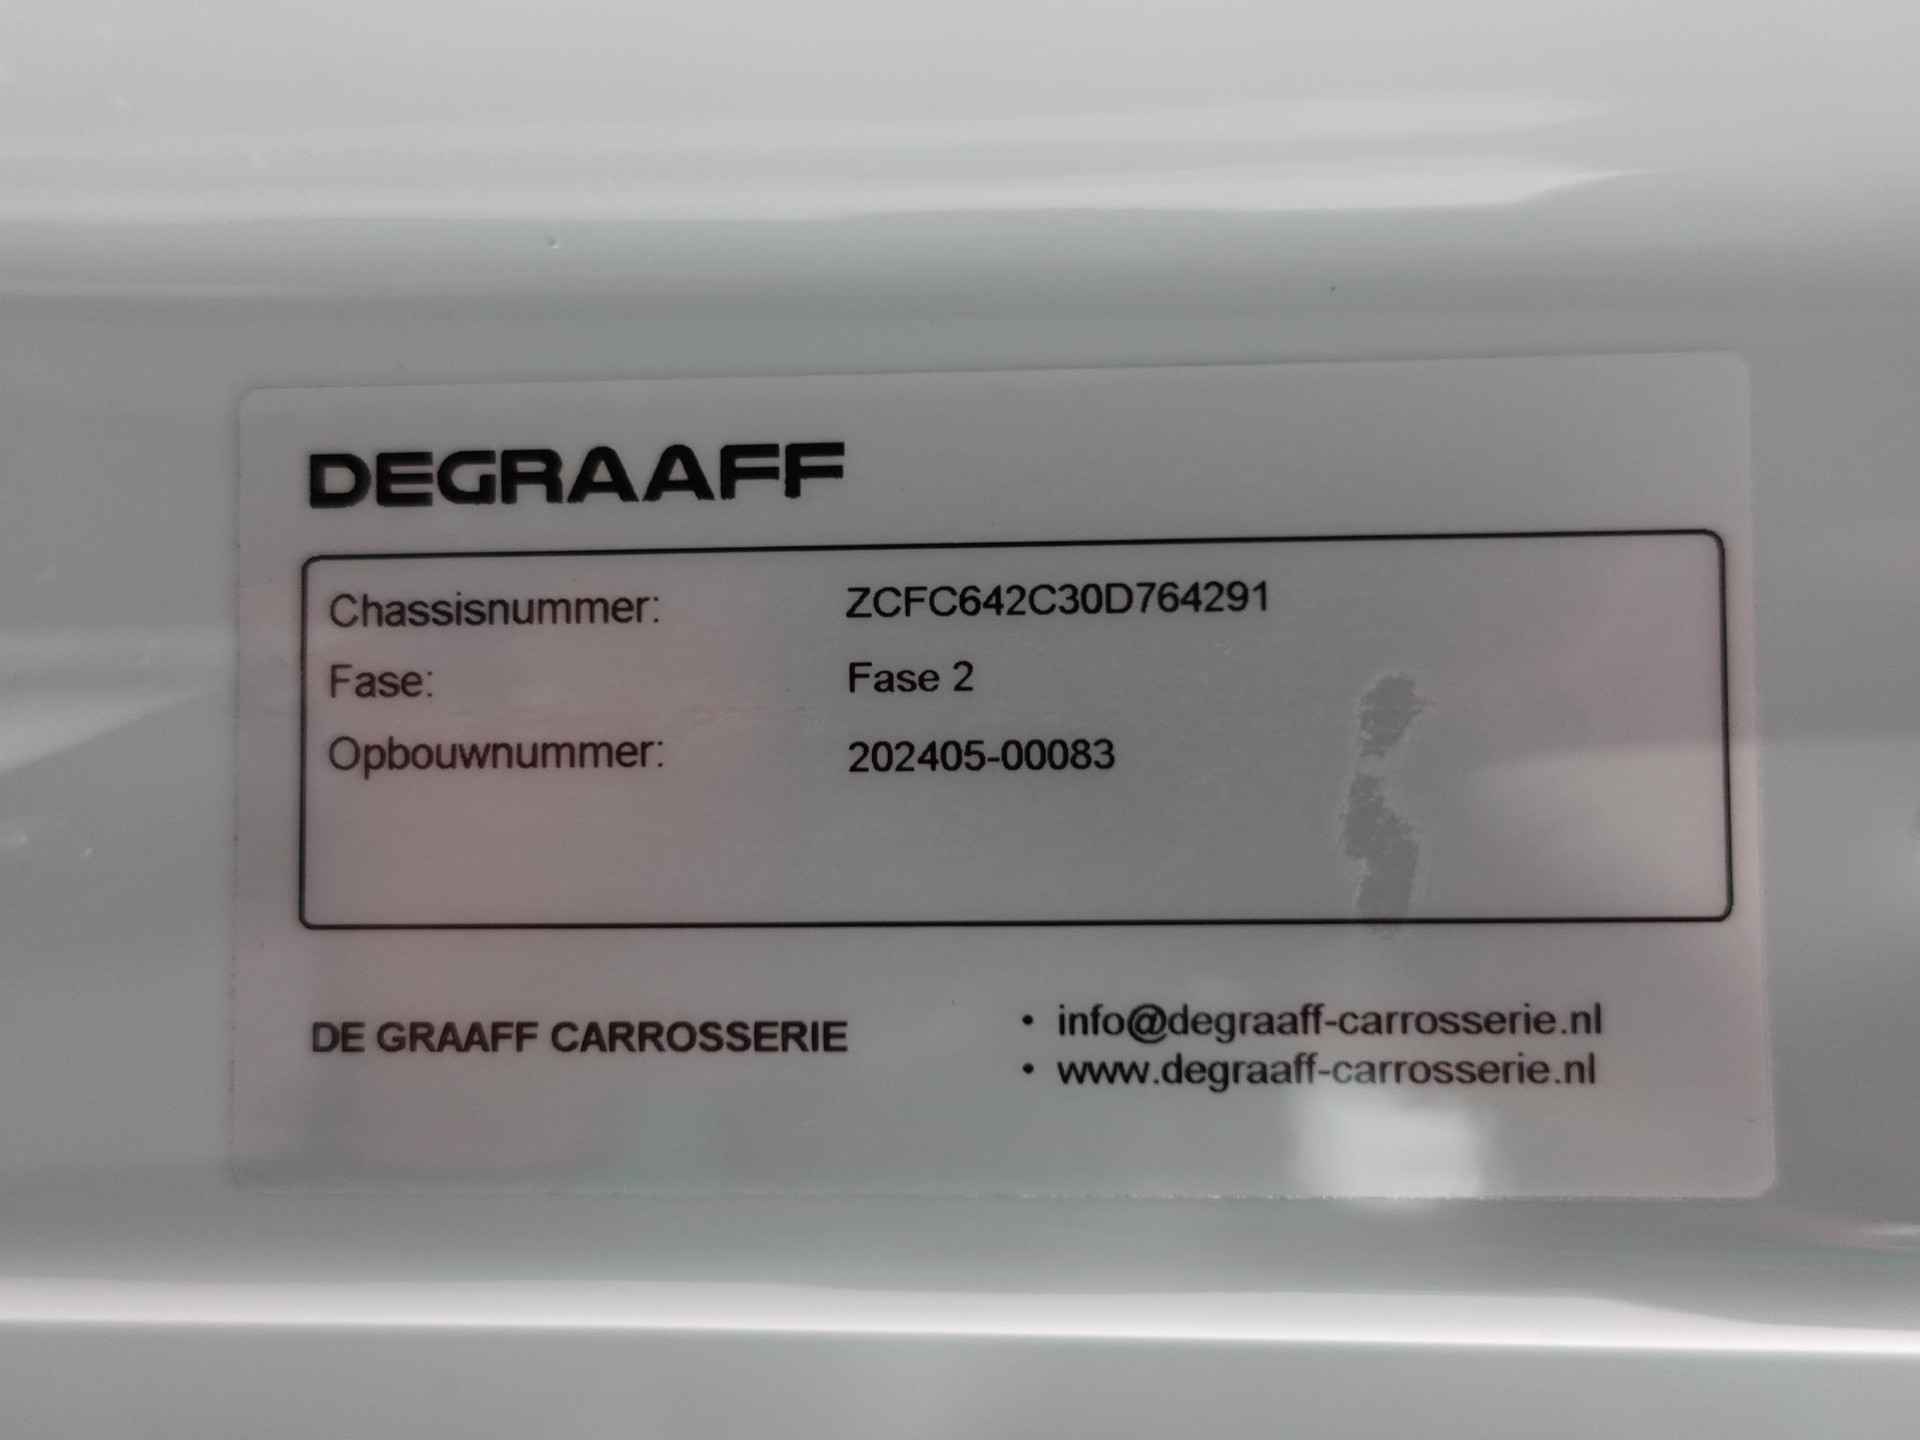 DEGRAAFF
Chassisnummer: ZCFC642C30D764291
Fase: Fase 2
Opbouwnummer: 202405-00083
DE GRAAFF CARROSSERIE
• info@degraaff-carrosserie.nl
• www.degraaff-carrosserie.nl